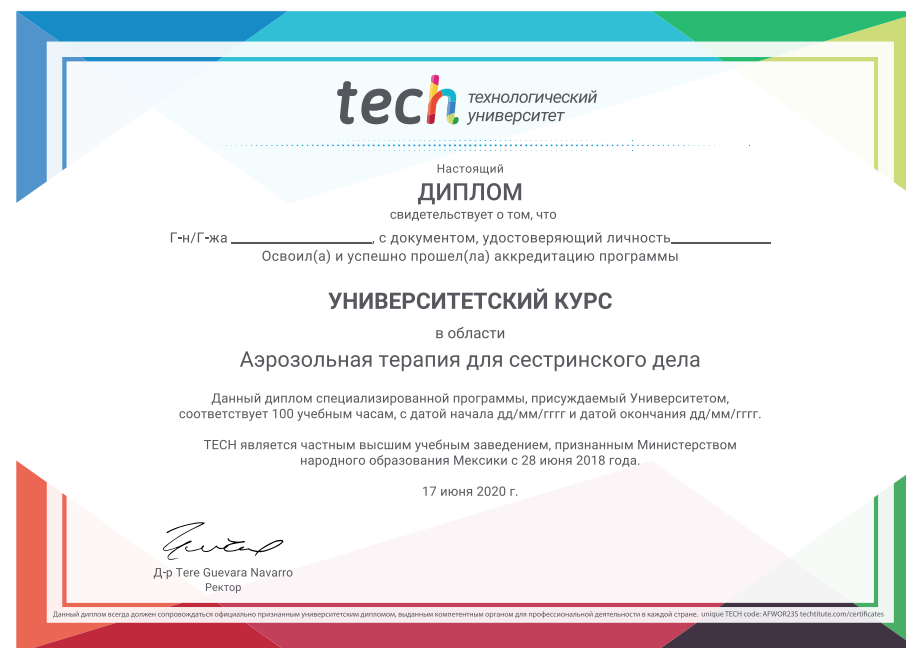 tech технологический
университет
Настоящий
ДИПЛОМ
свидетельствует о том, что
Г-н/Г-жа ____________________, с документом, удостоверяющий личность______________
Освоил(а) и успешно прошел(ла) аккредитацию программы
УНИВЕРСИТЕТСКИЙ КУРС
в области
Аэрозольная терапия для сестринского дела
Данный диплом специализированной программы, присуждаемый Университетом,
соответствует 100 учебным часам, с датой начала дд/мм/гггг и датой окончания дд/мм/гггг.
TECH является частным высшим учебным заведением, признанным Министерством
народного образования Мексики с 28 июня 2018 года.
17 июня 2020 г.
Д-р Tere Guevara Navarro
Ректор
Данный диплом всегда должен сопровождаться официально признанным университетским дипломом, выданным компетентным органом для профессиональной деятельности в каждой стране. unique TECH code: AFWOR23S techtitute.com/certificates